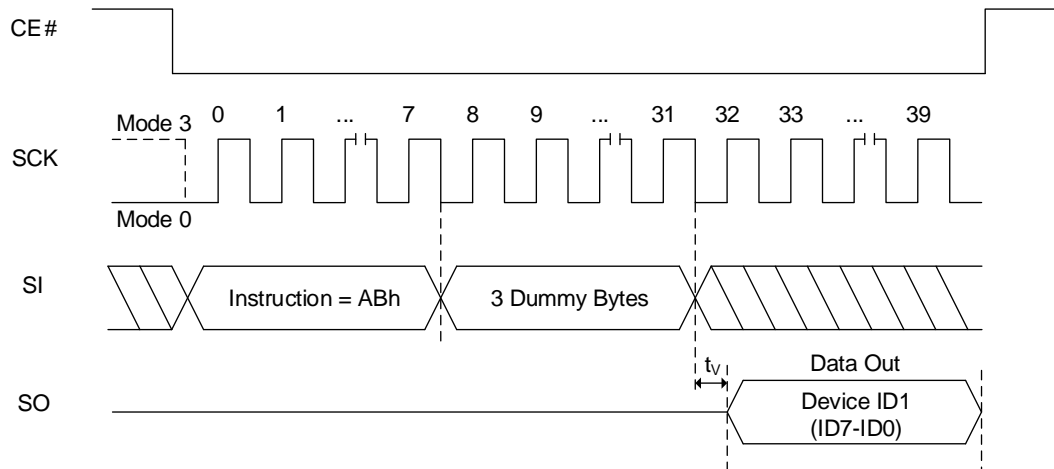 CE#
0 1 ... 7 8 9 ... 31 32 33 ... 39
Mode 3
SCK
Mode 0
SI
Instruction = ABh
3 Dummy Bytes
tV
Data Out
SO
Device ID1
(ID7-ID0)